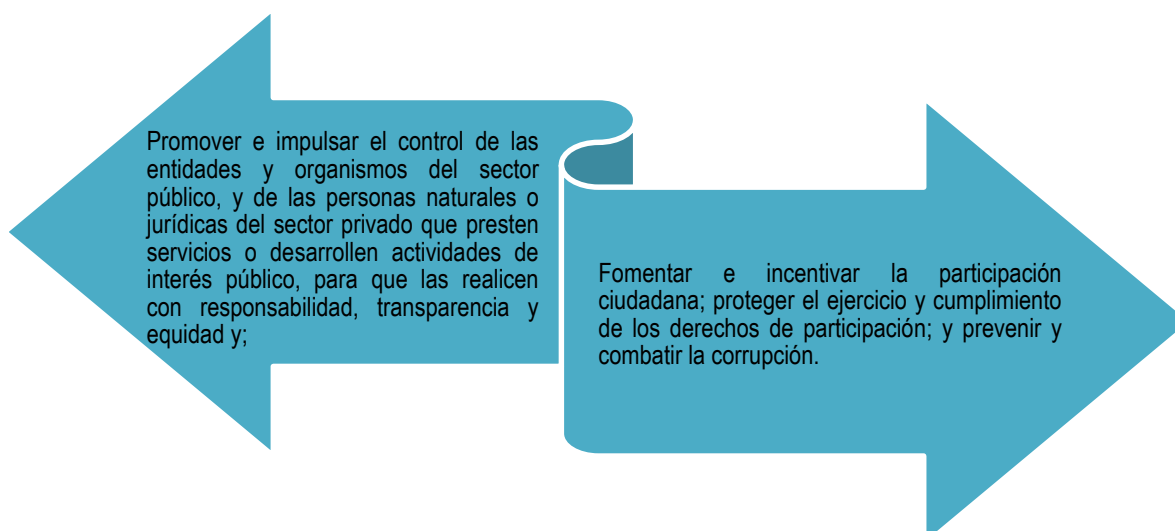 Promover e impulsar el control de las
entidades y organismos del sector
público, y de las personas naturales o
jurídicas del sector privado que presten
servicios o desarrollen actividades de
interés público, para que las realicen
con responsabilidad, transparencia y
equidad y;
Fomentar e incentivar la participación
ciudadana; proteger el ejercicio y cumplimiento
de los derechos de participación; y prevenir y
combatir la corrupción.